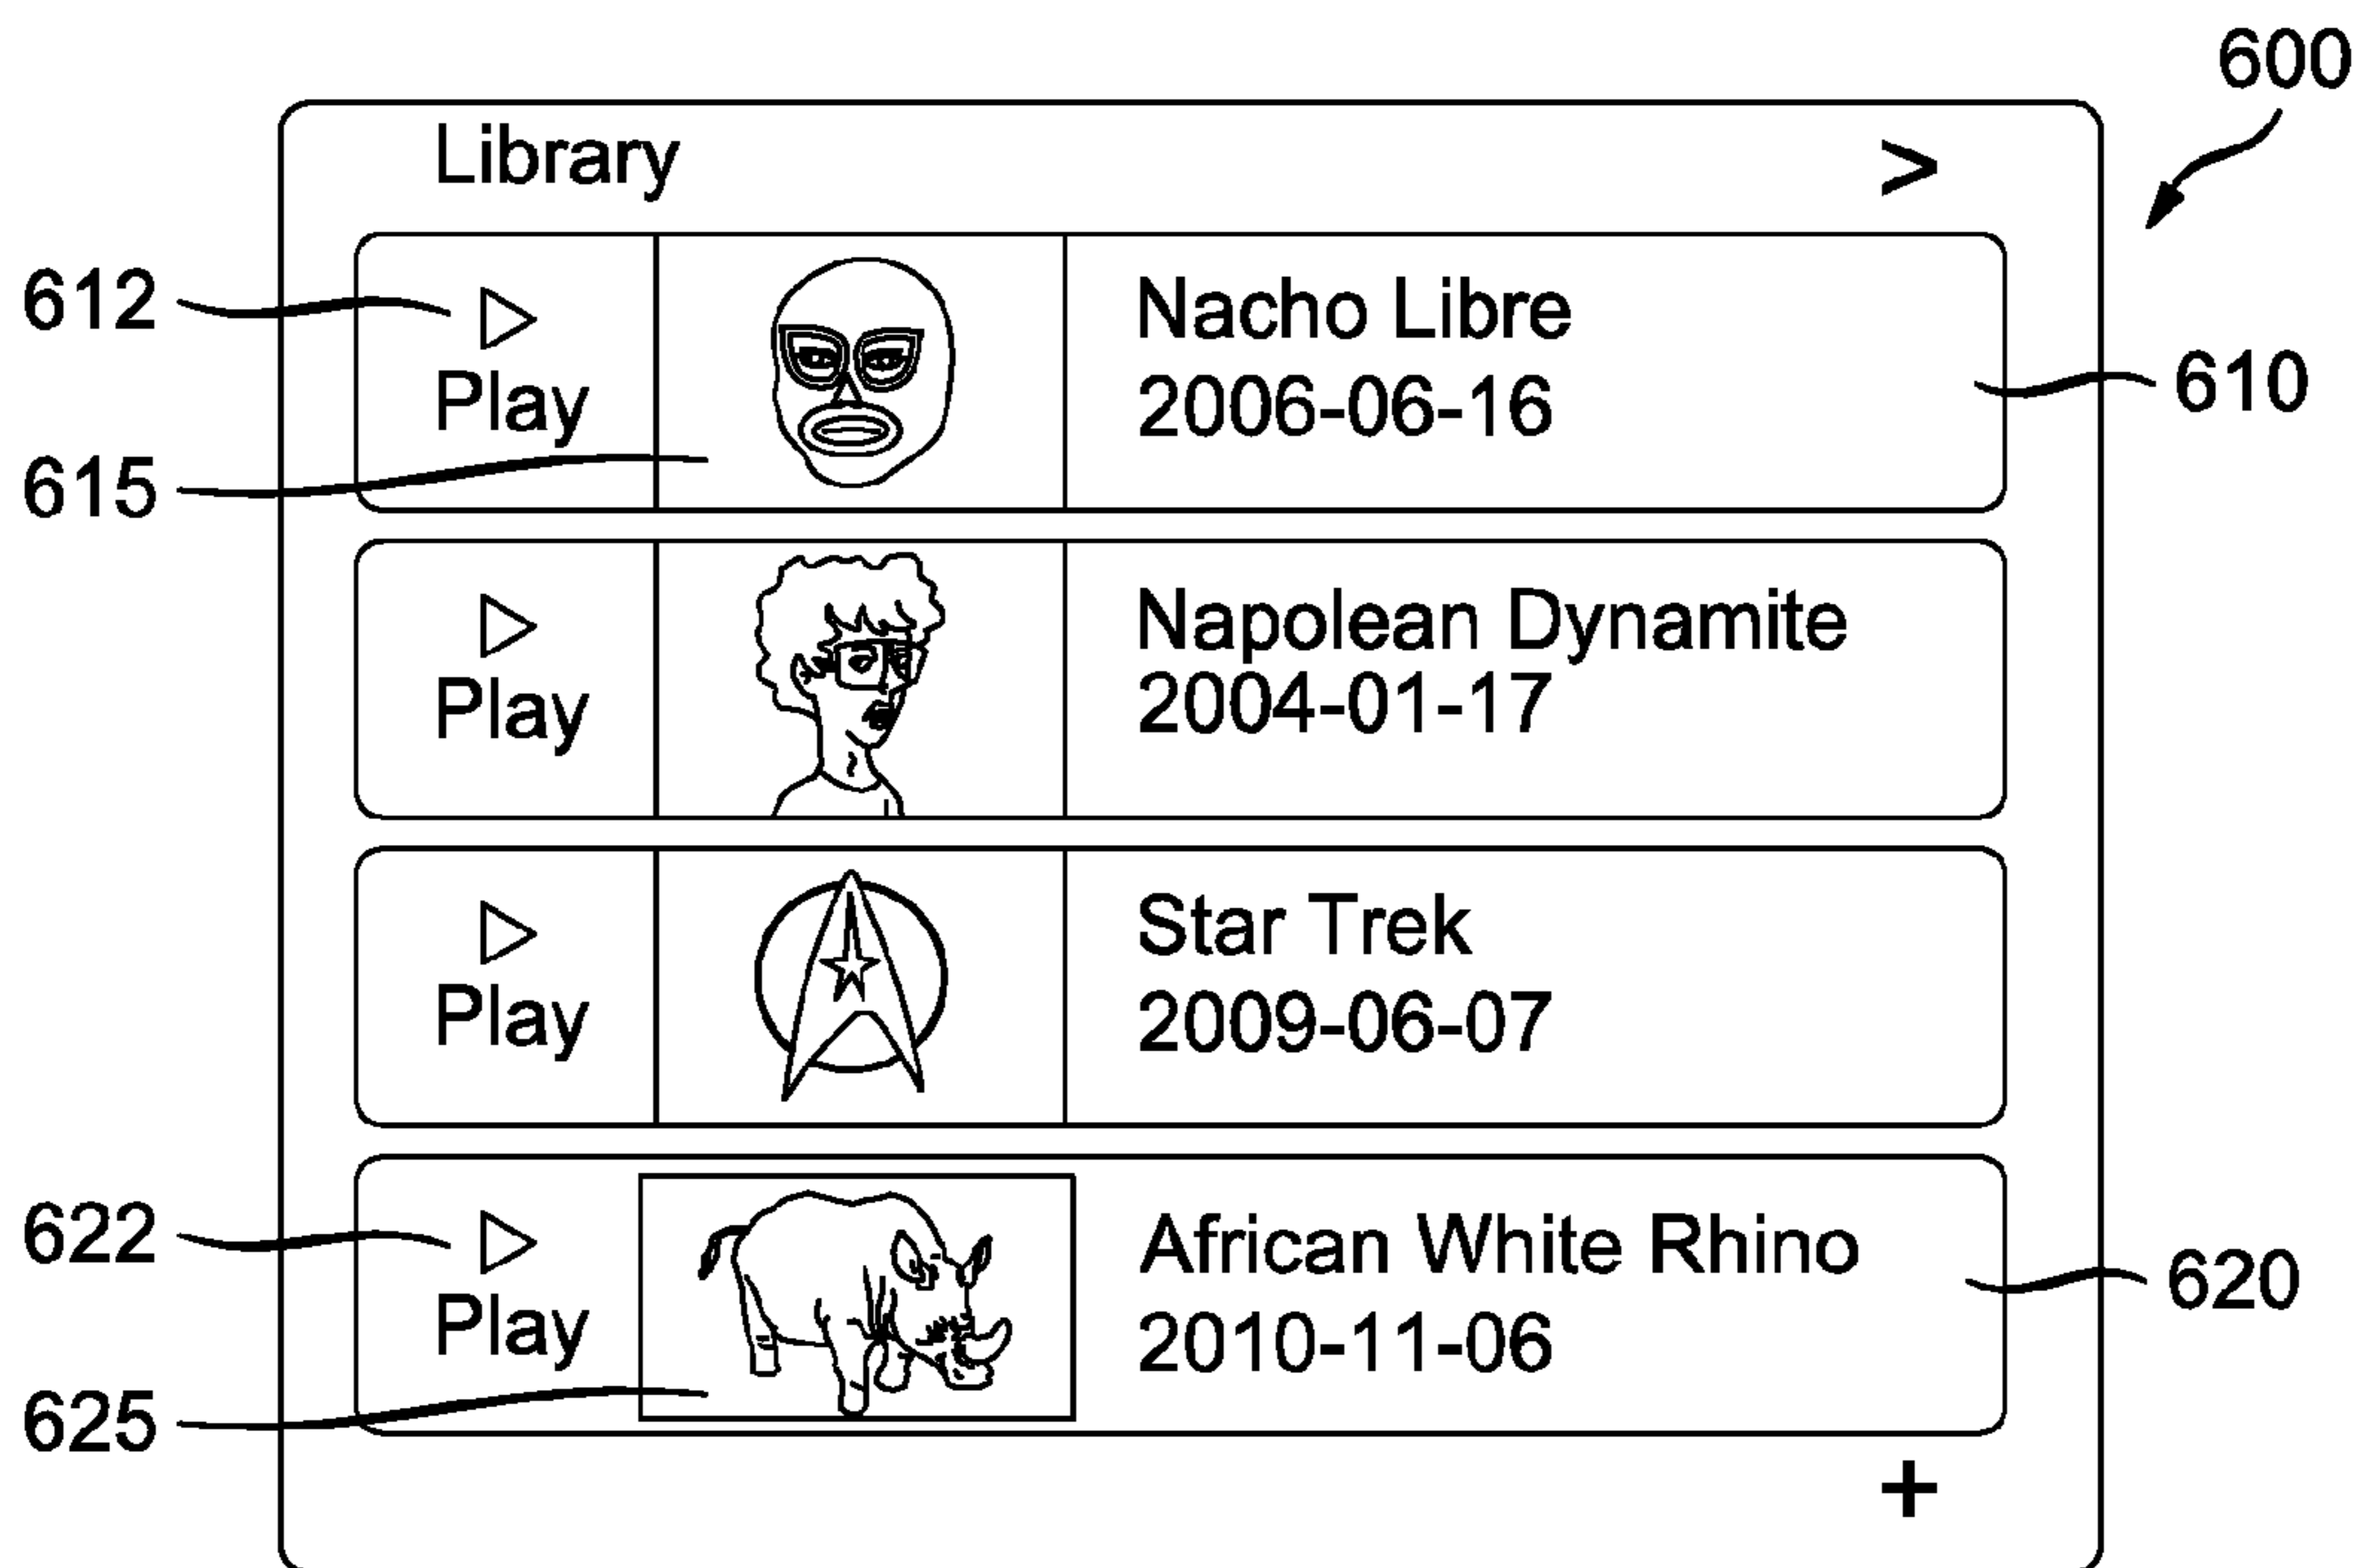 600
Library >
612
Play
615
Nacho Libre
2006-06-16
610
Play
Napolean Dynamite
2004-01-17
Play
Star Trek
2009-06-07
622
Play
625
African White Rhino
2010-11-06
620
+